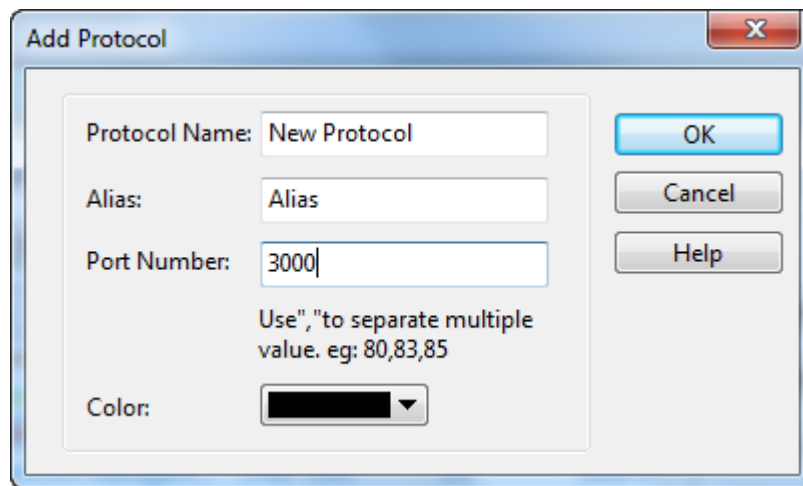 Add Protocol
Protocol Name: New Protocol
OK
Alias: Alias
Cancel
Port Number: 3000
Help
Use","to separate multiple
value. eg: 80,83,85
Color: